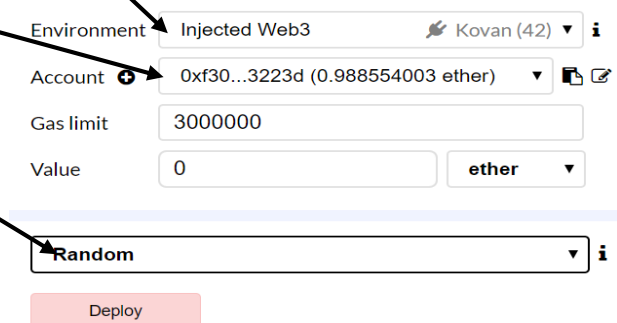 Environment Injected Web3 Kovan (42) i
Account 0xf30...3223d (0.988554003 ether)
Gas limit 3000000
Value 0 ether
Random i
Deploy